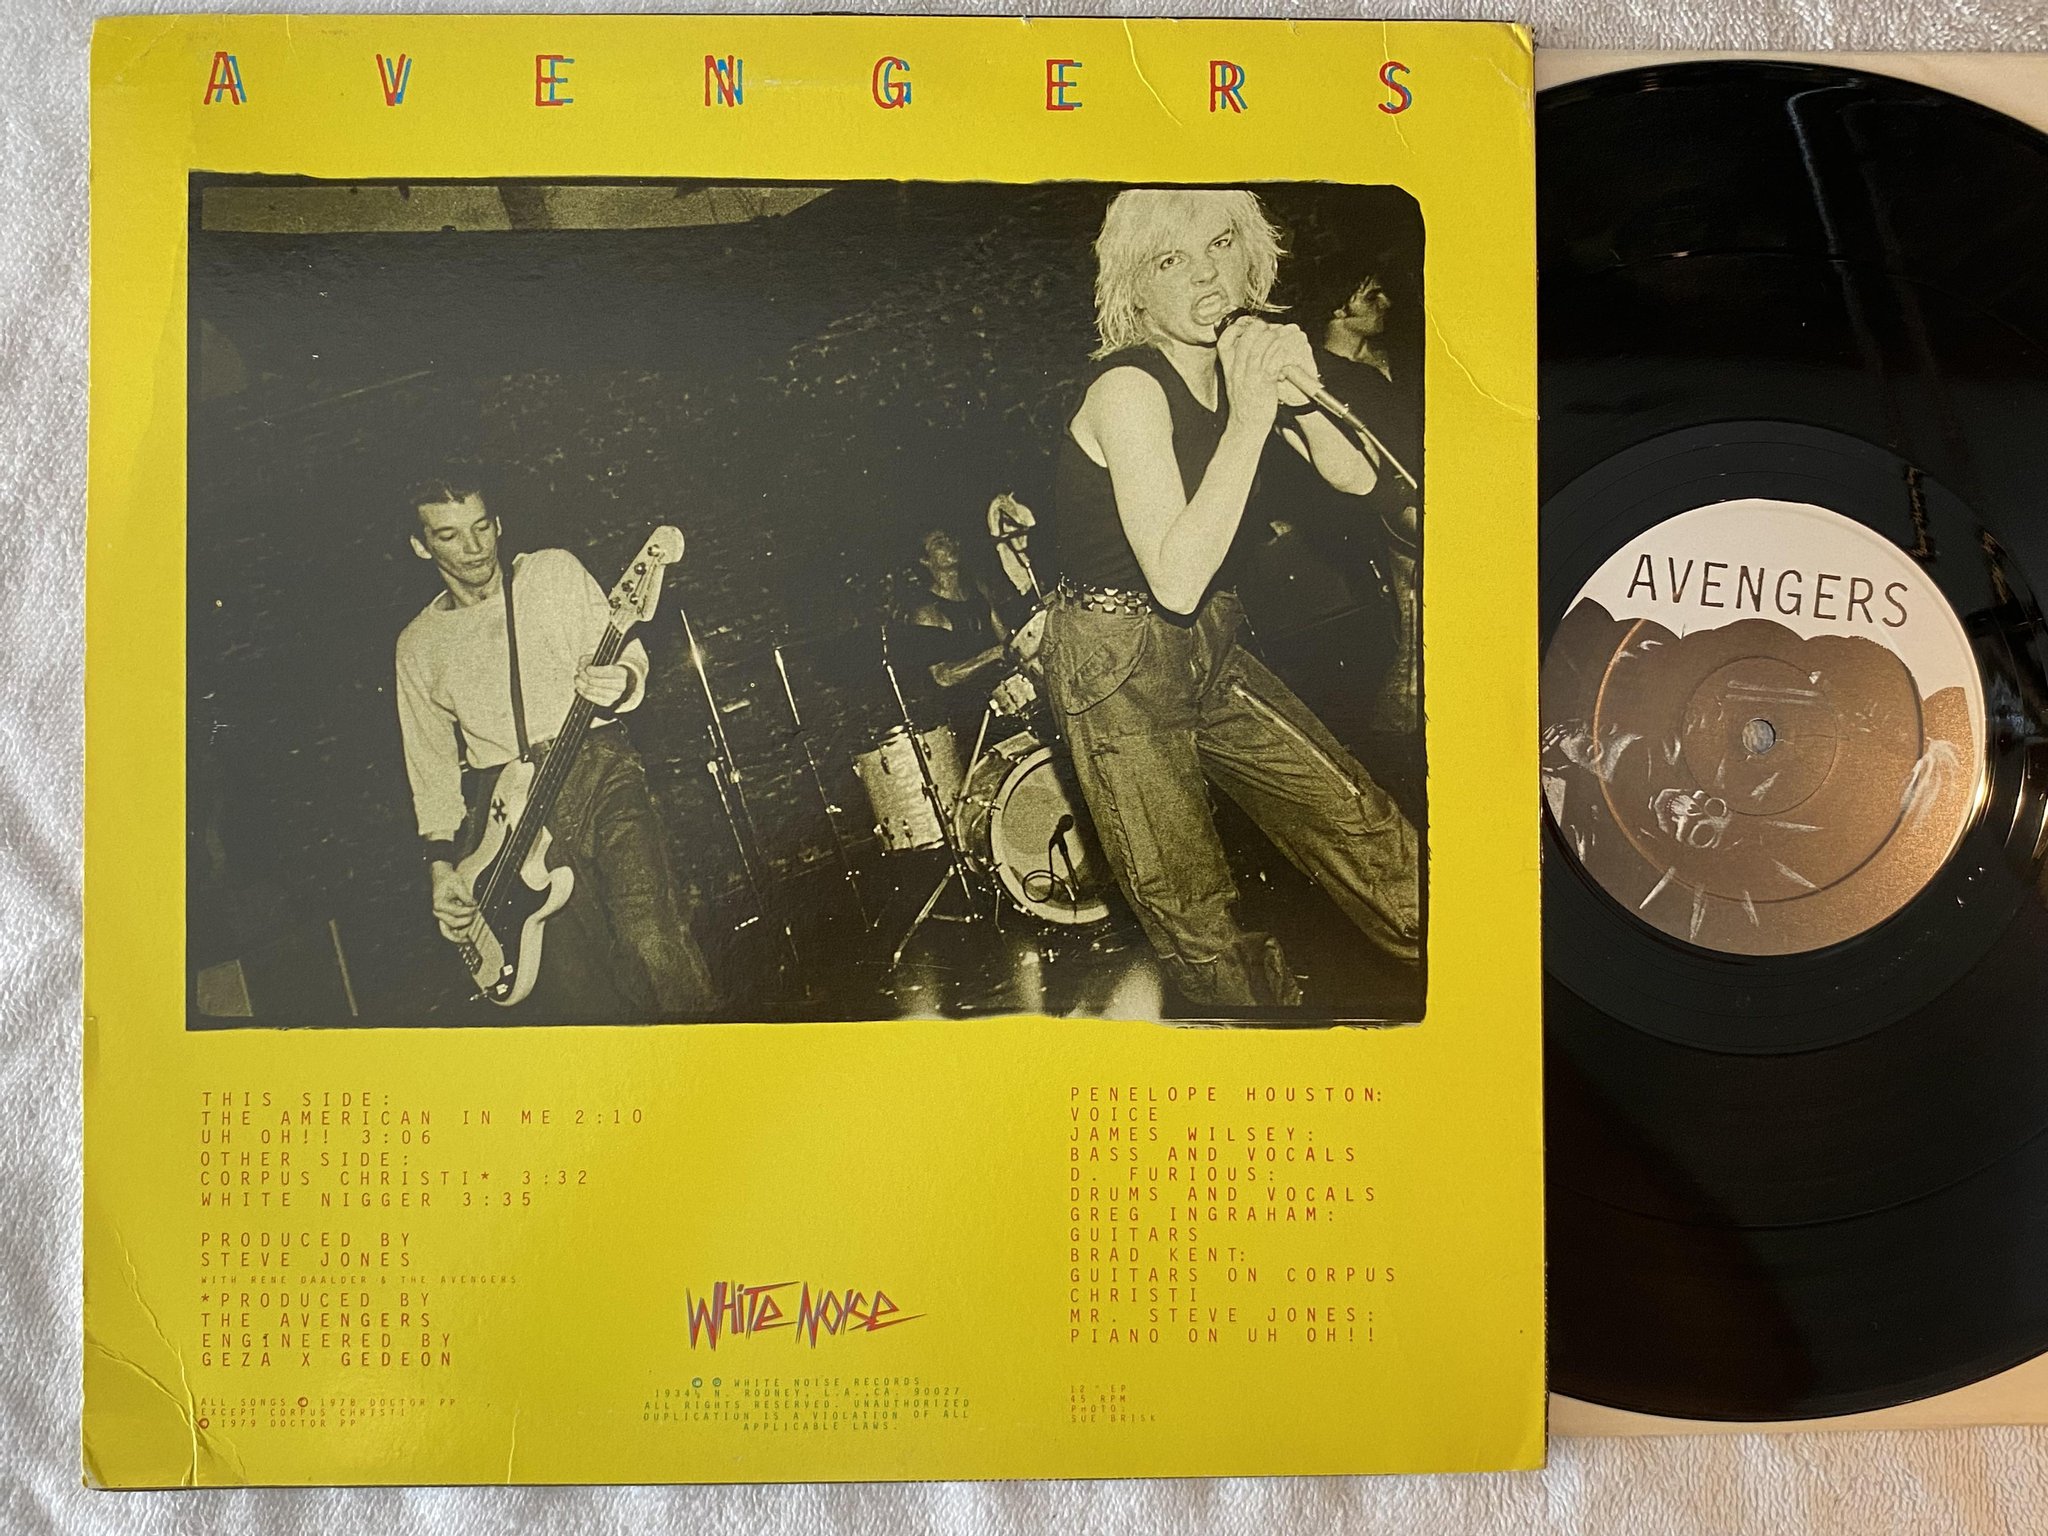 AVENGERS
AVENGERS
THIS SIDE:
THE AMERICAN IN ME 2:10
UH OH!! 3:06
OTHER SIDE:
CORPUS CHRISTI* 3:32
WHITE NIGGER 3:35
PRODUCED BY
STEVE JONES
WITH RENE DAALDER & THE AVENGERS
*PRODUCED BY
THE AVENGERS
ENGINEERED BY
GEZA X GEDEON
ALL SONGS © 1978 DOCTOR PP
EXCEPT CORPUS CHRISTI
© 1979 DOCTOR PP
WHITE NOISE
℗ © WHITE NOISE RECORDS
1934½ N. RODNEY, L.A., CA. 90027
ALL RIGHTS RESERVED. UNAUTHORIZED
DUPLICATION IS A VIOLATION OF ALL
APPLICABLE LAWS.
PENELOPE HOUSTON:
VOICE
JAMES WILSEY:
BASS AND VOCALS
D. FURIOUS:
DRUMS AND VOCALS
GREG INGRAHAM:
GUITARS
BRAD KENT:
GUITARS ON CORPUS
CHRISTI
MR. STEVE JONES:
PIANO ON UH OH!!
12" EP
45 RPM
PHOTO:
SUE BRISK